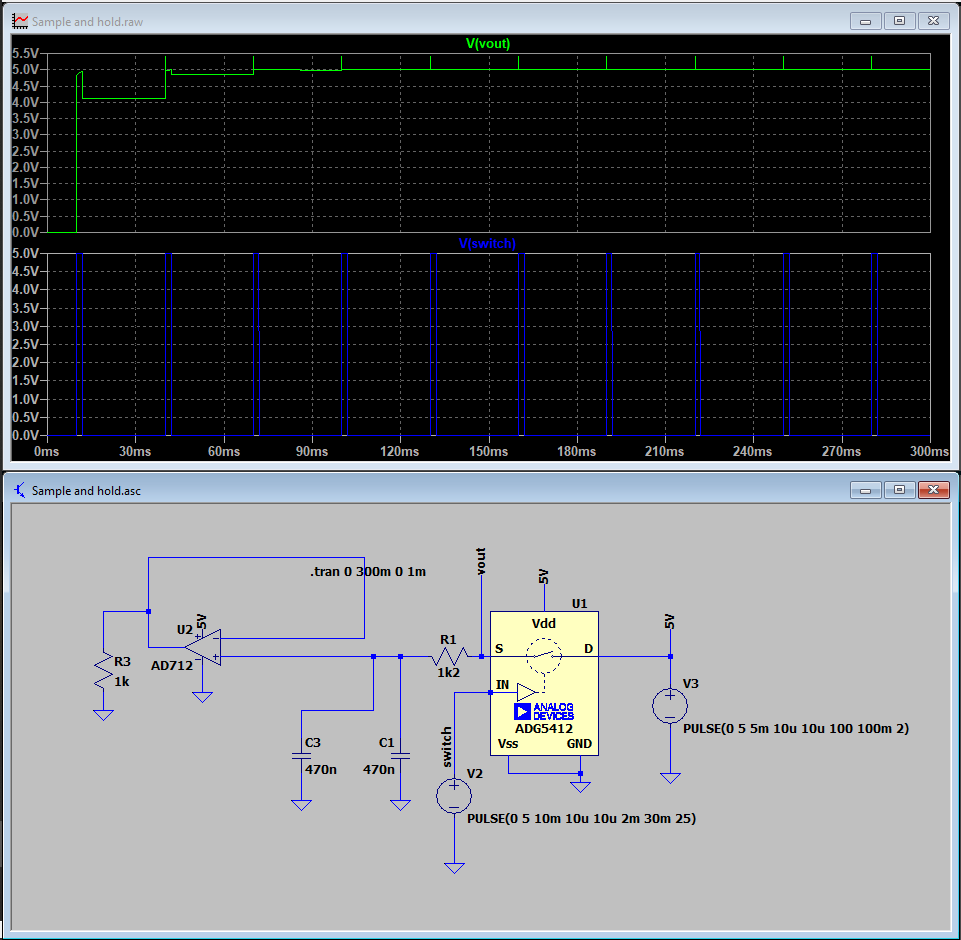 Sample and hold.raw
V(vout)
5.5V
5.0V
4.5V
4.0V
3.5V
3.0V
2.5V
2.0V
1.5V
1.0V
0.5V
0.0V
V(switch)
5.0V
4.5V
4.0V
3.5V
3.0V
2.5V
2.0V
1.5V
1.0V
0.5V
0.0V
0ms 30ms 60ms 90ms 120ms 150ms 180ms 210ms 240ms 270ms 300ms
Sample and hold.asc
.tran 0 300m 0 1m
vout
5V
U1
Vdd
S
D
IN
ANALOG
DEVICES
ADG5412
Vss
GND
U2
5V
AD712
R3
1k
R1
1k2
C3
470n
C1
470n
switch
V2
PULSE(0 5 10m 10u 10u 2m 30m 25)
5V
V3
PULSE(0 5 5m 10u 10u 100 100m 2)